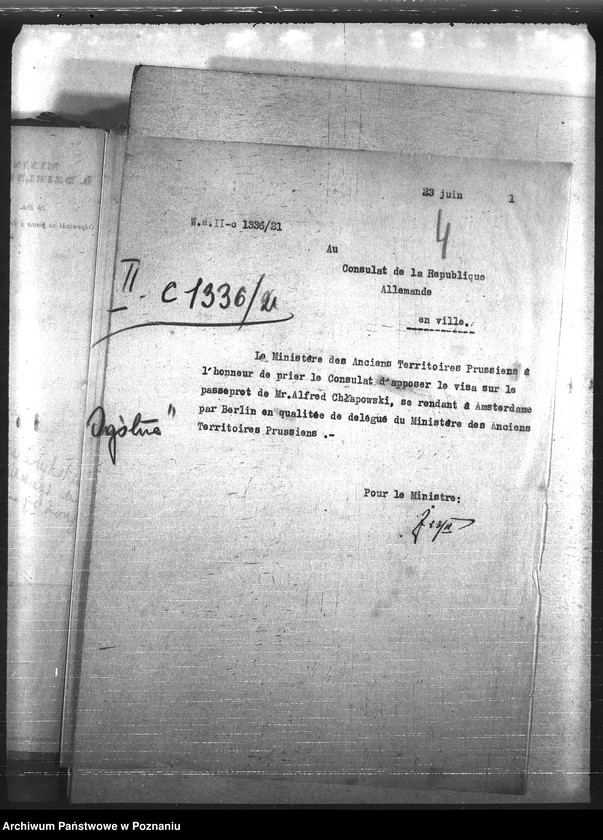 23 juin 1
W.a.II-c 1336/21
4
Au
Consulat de la Republique
Allemande
en ville.
II - c 1336/21
Le Ministére des Anciens Territoires Prussiens á
l'honneur de prier le Consulat d'apposer le visa sur le
passepret de Mr.Alfred Chłapowski, se rendant á Amsterdame
par Berlin en qualitée de delégué du Ministére des Anciens
Territoires Prussiens .-
Ogólna"
Pour le Ministre:
Archiwum Państwowe w Poznaniu